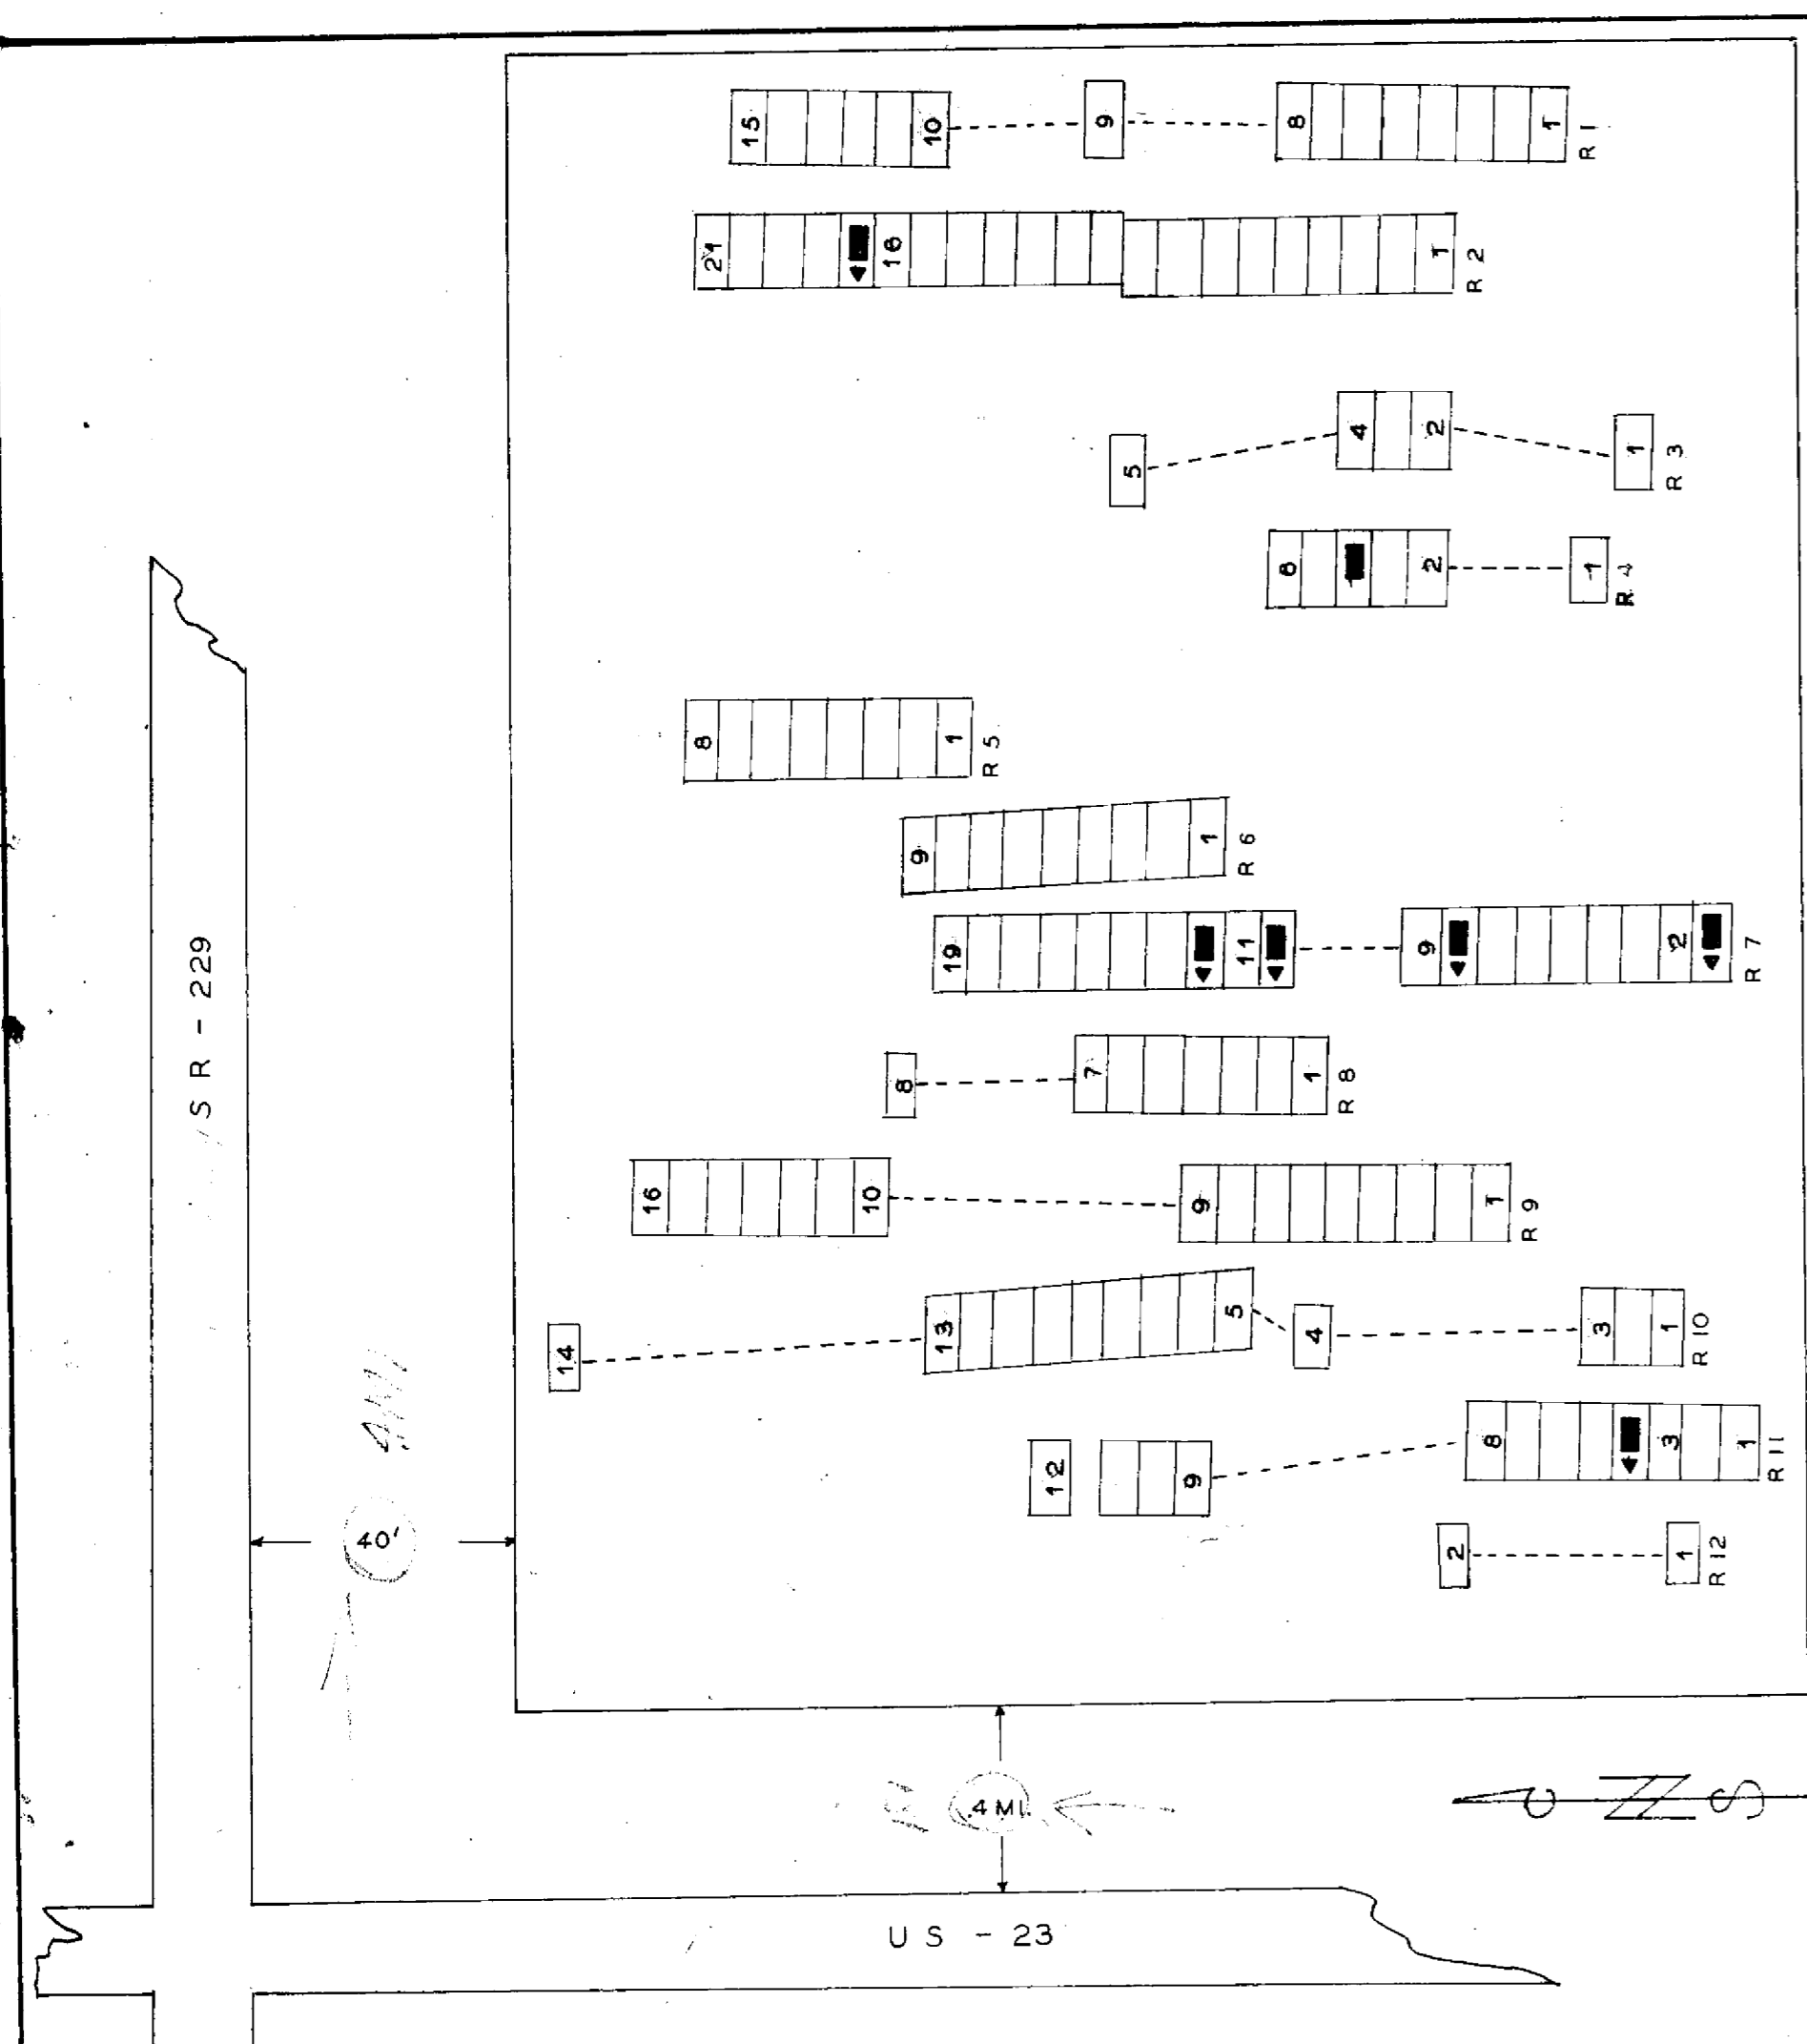 15 10 9 8 1 R 1
21 16 1 R 2
5 4 2 1 R 3
6 2 1 R 4
8 1 R 5
9 1 R 6
19 11 9 2 R 7
8 7 1 R 8
16 10 9 1 R 9
14 13 5 4 3 1 R 10
12 9 8 3 1 R 11
2 1 R 12
S R - 229
40'
.4 MI.
U S - 23
N